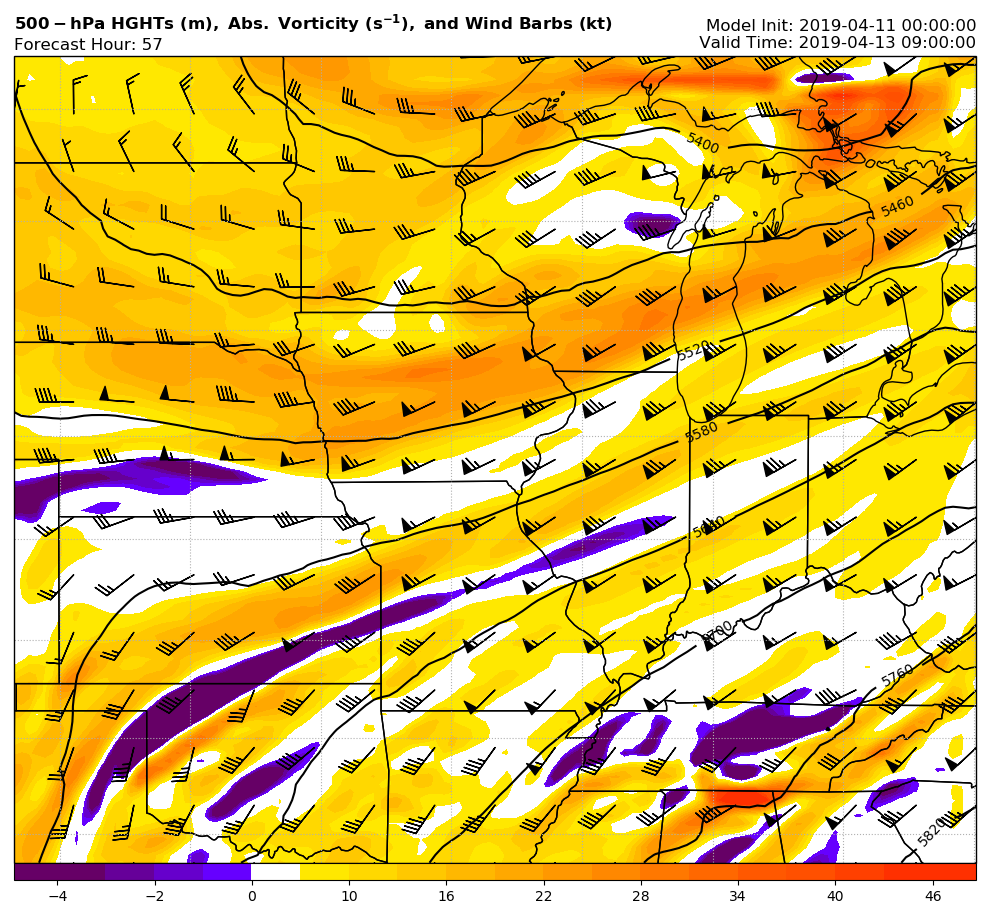 500-hPa HGHTs (m), Abs. Vorticity (s⁻¹), and Wind Barbs (kt)
Model Init: 2019-04-11 00:00:00
Forecast Hour: 57
Valid Time: 2019-04-13 09:00:00
5400
5460
5520
5580
5640
5700
5760
5820
−4 −2 0 10 16 22 28 34 40 46